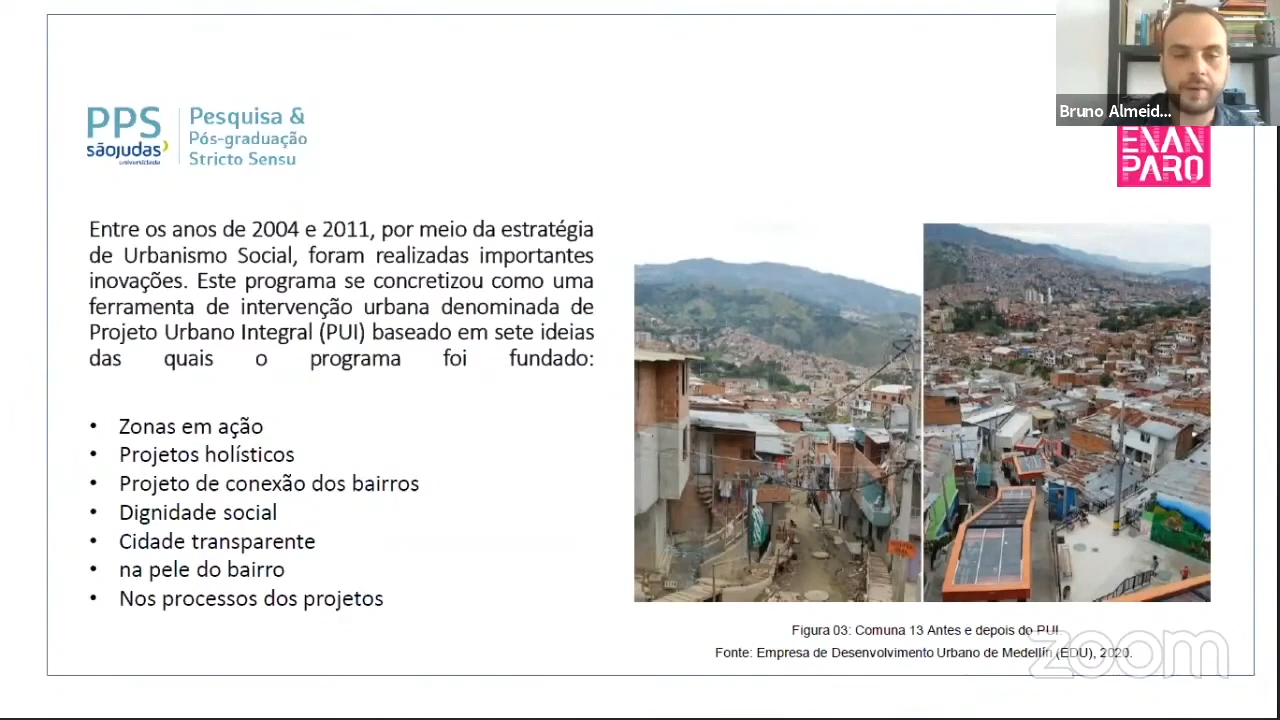 Bruno Almeid...
ENAN
PARQ
PPS
sãojudas
universidade
Pesquisa &
Pós-graduação
Stricto Sensu
Entre os anos de 2004 e 2011, por meio da estratégia
de Urbanismo Social, foram realizadas importantes
inovações. Este programa se concretizou como uma
ferramenta de intervenção urbana denominada de
Projeto Urbano Integral (PUI) baseado em sete ideias
das quais o programa foi fundado:
• Zonas em ação
• Projetos holísticos
• Projeto de conexão dos bairros
• Dignidade social
• Cidade transparente
• na pele do bairro
• Nos processos dos projetos
Figura 03: Comuna 13 Antes e depois do PUI.
Fonte: Empresa de Desenvolvimento Urbano de Medellín (EDU), 2020.
zoom